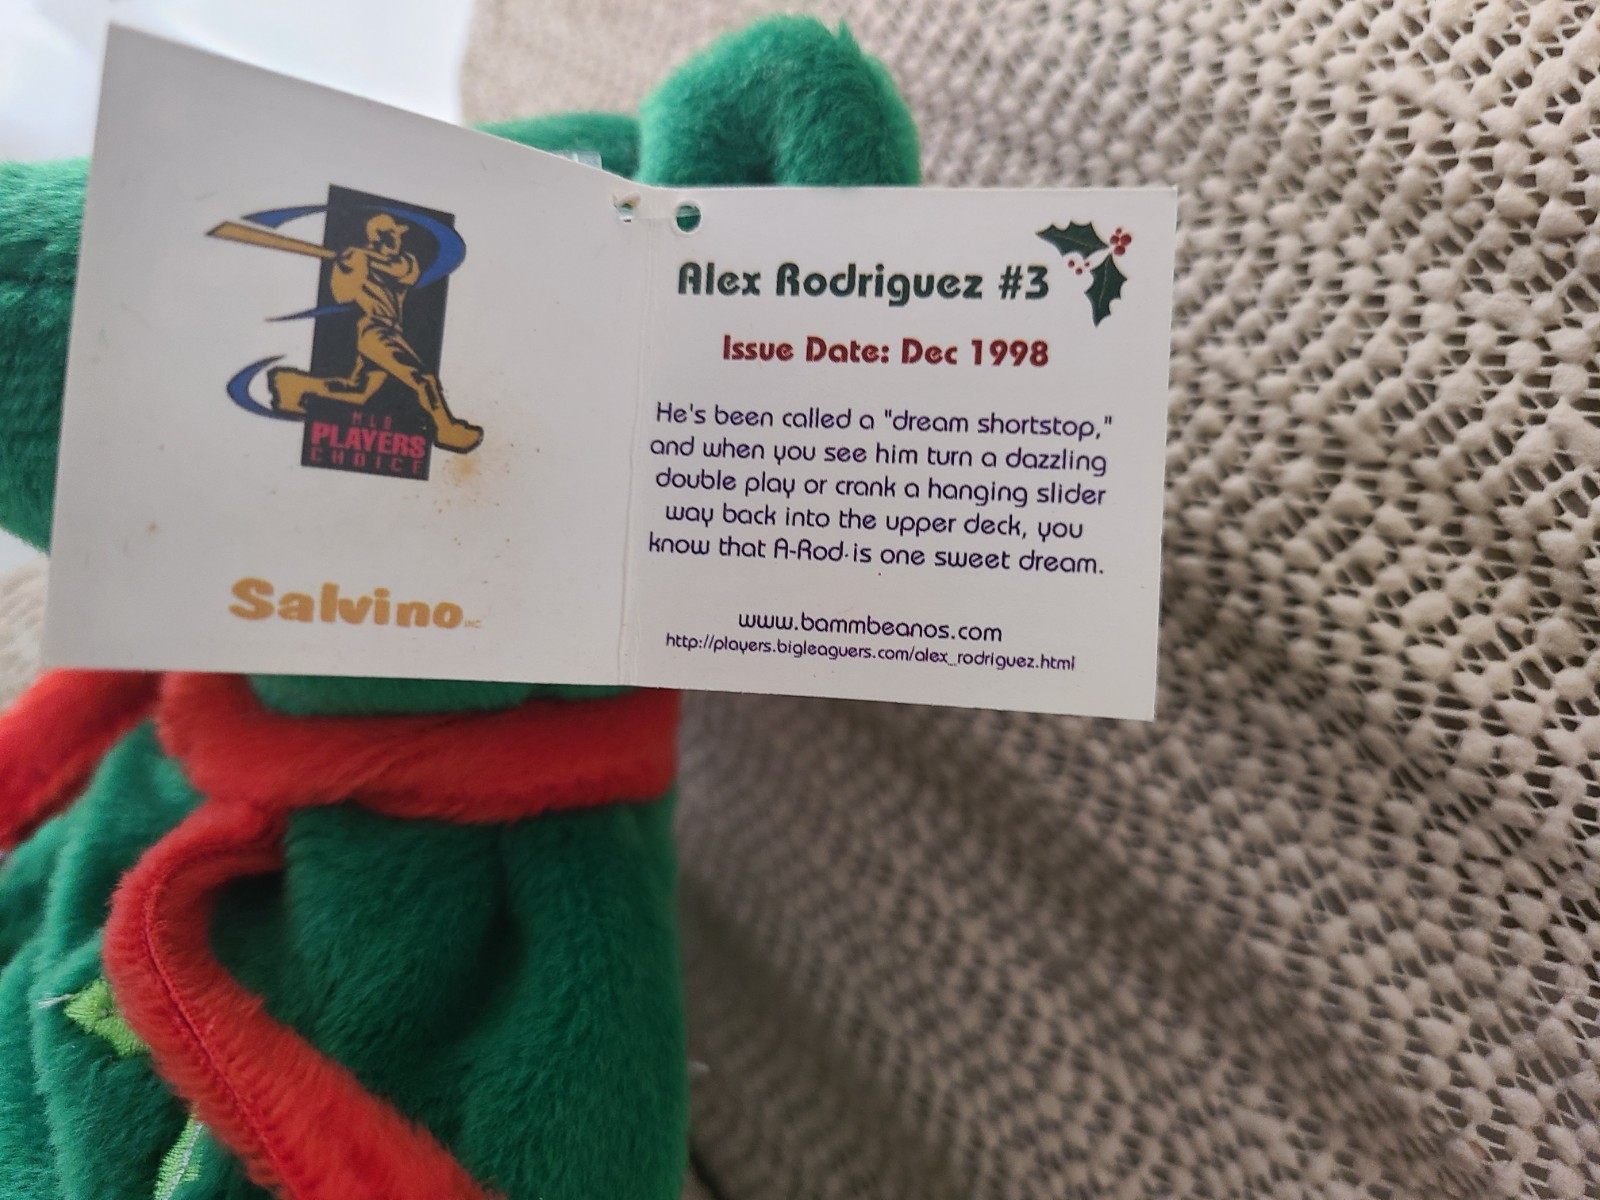 MLB
PLAYERS
CHOICE
Salvino INC.
Alex Rodriguez #3
Issue Date: Dec 1998
He's been called a "dream shortstop,"
and when you see him turn a dazzling
double play or crank a hanging slider
way back into the upper deck, you
know that A-Rod is one sweet dream.
www.bammbeanos.com
http://players.bigleaguers.com/alex_rodriguez.html